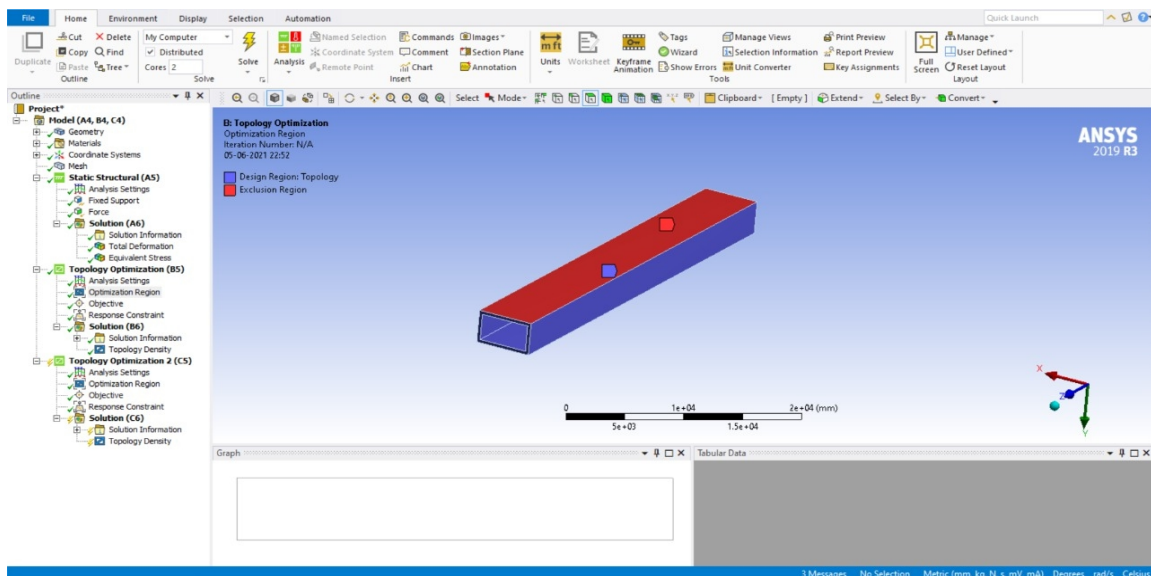 File Home Environment Display Selection Automation Quick Launch
Cut Delete My Computer Named Selection Commands Images Tags Manage Views Print Preview Manage
Duplicate Copy Find Distributed Solve Analysis Coordinate System Comment Section Plane Units Worksheet Keyframe Animation Wizard Selection Information Report Preview Full Screen User Defined
Paste Tree Cores 2 Remote Point Chart Annotation Show Errors Unit Converter Key Assignments Reset Layout
Outline Solve Insert Tools Layout
m ft
Outline
Select Mode Clipboard [ Empty ] Extend Select By Convert
Project*
Model (A4, B4, C4)
Geometry
Materials
Coordinate Systems
Mesh
Static Structural (A5)
Analysis Settings
Fixed Support
Force
Solution (A6)
Solution Information
Total Deformation
Equivalent Stress
Topology Optimization (B5)
Analysis Settings
Optimization Region
Objective
Response Constraint
Solution (B6)
Solution Information
Topology Density
Topology Optimization 2 (C5)
Analysis Settings
Optimization Region
Objective
Response Constraint
Solution (C6)
Solution Information
Topology Density
B: Topology Optimization
Optimization Region
Iteration Number: N/A
05-06-2021 22:52
Design Region: Topology
Exclusion Region
ANSYS
2019 R3
X
Z
Y
0 1e+04 2e+04 (mm)
5e+03 1.5e+04
Graph
Tabular Data
3 Messages No Selection Metric (mm, kg, N, s, mV, mA) Degrees rad/s Celsius